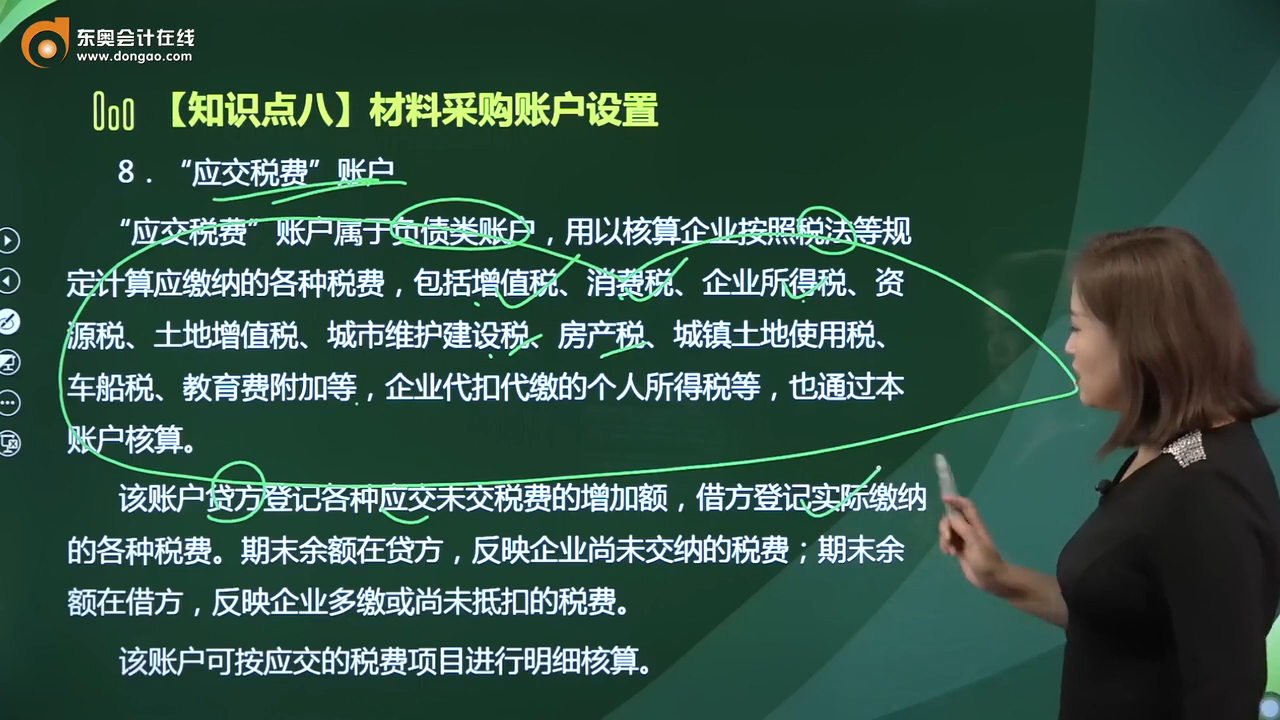 东奥会计在线
www.dongao.com
【知识点八】材料采购账户设置
8．“应交税费”账户
“应交税费”账户属于负债类账户，用以核算企业按照税法等规
定计算应缴纳的各种税费，包括增值税、消费税、企业所得税、资
源税、土地增值税、城市维护建设税、房产税、城镇土地使用税、
车船税、教育费附加等，企业代扣代缴的个人所得税等，也通过本
账户核算。
该账户贷方登记各种应交未交税费的增加额，借方登记实际缴纳
的各种税费。期末余额在贷方，反映企业尚未交纳的税费；期末余
额在借方，反映企业多缴或尚未抵扣的税费。
该账户可按应交的税费项目进行明细核算。